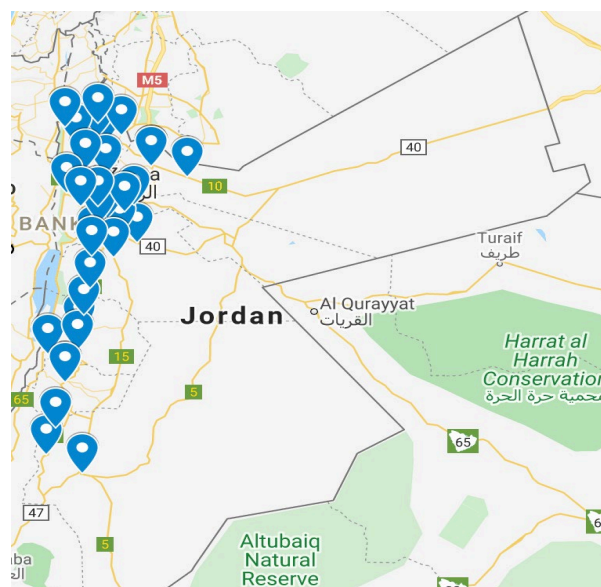 M5
40
10
BANK
40
Turaif
طريف
Jordan
Al Qurayyat
القريات
Harrat al
Harrah
Conservation
محمية حرة الحرة
15
5
65
65
47
5
Altubaiq
Natural
Reserve
6